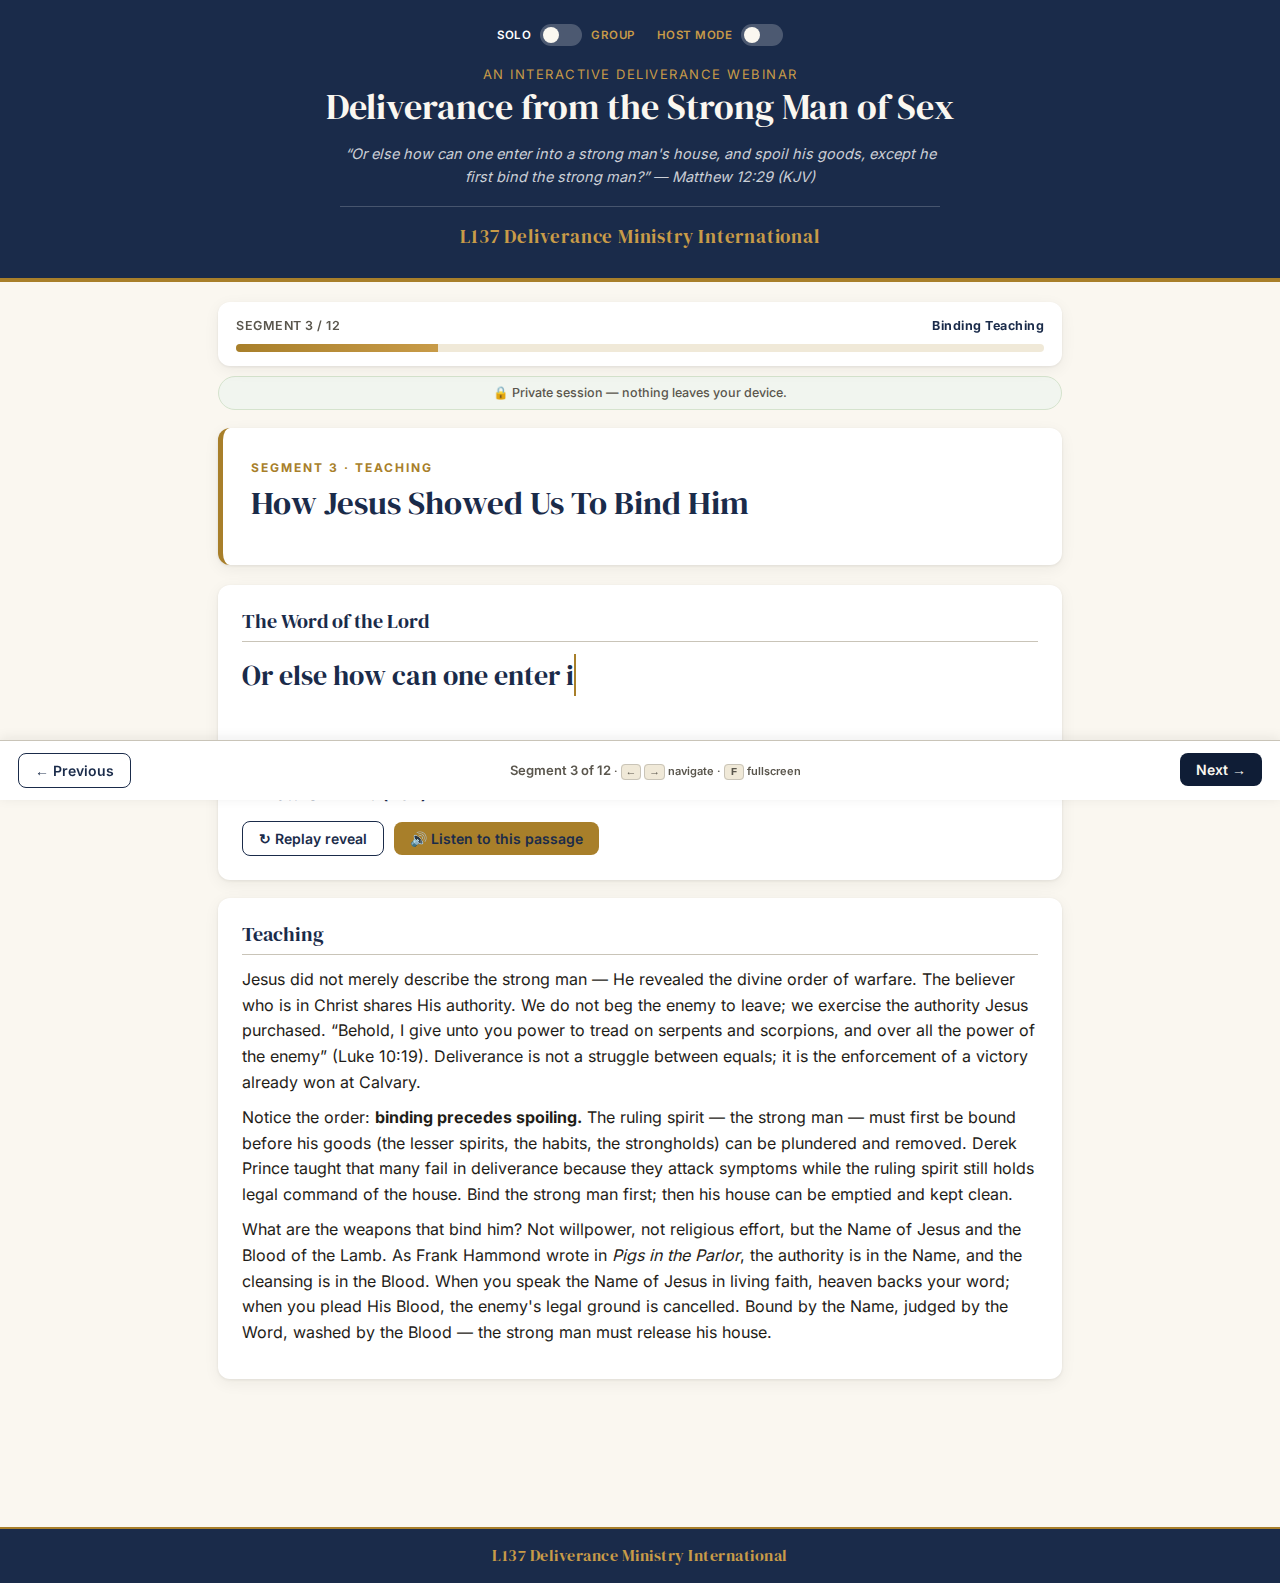 SOLO GROUP HOST MODE
AN INTERACTIVE DELIVERANCE WEBINAR
Deliverance from the Strong Man of Sex
“Or else how can one enter into a strong man's house, and spoil his goods, except he
first bind the strong man?” — Matthew 12:29 (KJV)
L137 Deliverance Ministry International
SEGMENT 3 / 12 Binding Teaching
🔒 Private session — nothing leaves your device.
SEGMENT 3 · TEACHING
How Jesus Showed Us To Bind Him
The Word of the Lord
Or else how can one enter i
← Previous Segment 3 of 12 · ← → navigate · F fullscreen Next →
↻ Replay reveal 🔊 Listen to this passage
Teaching
Jesus did not merely describe the strong man — He revealed the divine order of warfare. The believer
who is in Christ shares His authority. We do not beg the enemy to leave; we exercise the authority Jesus
purchased. “Behold, I give unto you power to tread on serpents and scorpions, and over all the power of
the enemy” (Luke 10:19). Deliverance is not a struggle between equals; it is the enforcement of a victory
already won at Calvary.
Notice the order: binding precedes spoiling. The ruling spirit — the strong man — must first be bound
before his goods (the lesser spirits, the habits, the strongholds) can be plundered and removed. Derek
Prince taught that many fail in deliverance because they attack symptoms while the ruling spirit still holds
legal command of the house. Bind the strong man first; then his house can be emptied and kept clean.
What are the weapons that bind him? Not willpower, not religious effort, but the Name of Jesus and the
Blood of the Lamb. As Frank Hammond wrote in Pigs in the Parlor, the authority is in the Name, and the
cleansing is in the Blood. When you speak the Name of Jesus in living faith, heaven backs your word;
when you plead His Blood, the enemy's legal ground is cancelled. Bound by the Name, judged by the
Word, washed by the Blood — the strong man must release his house.
L137 Deliverance Ministry International